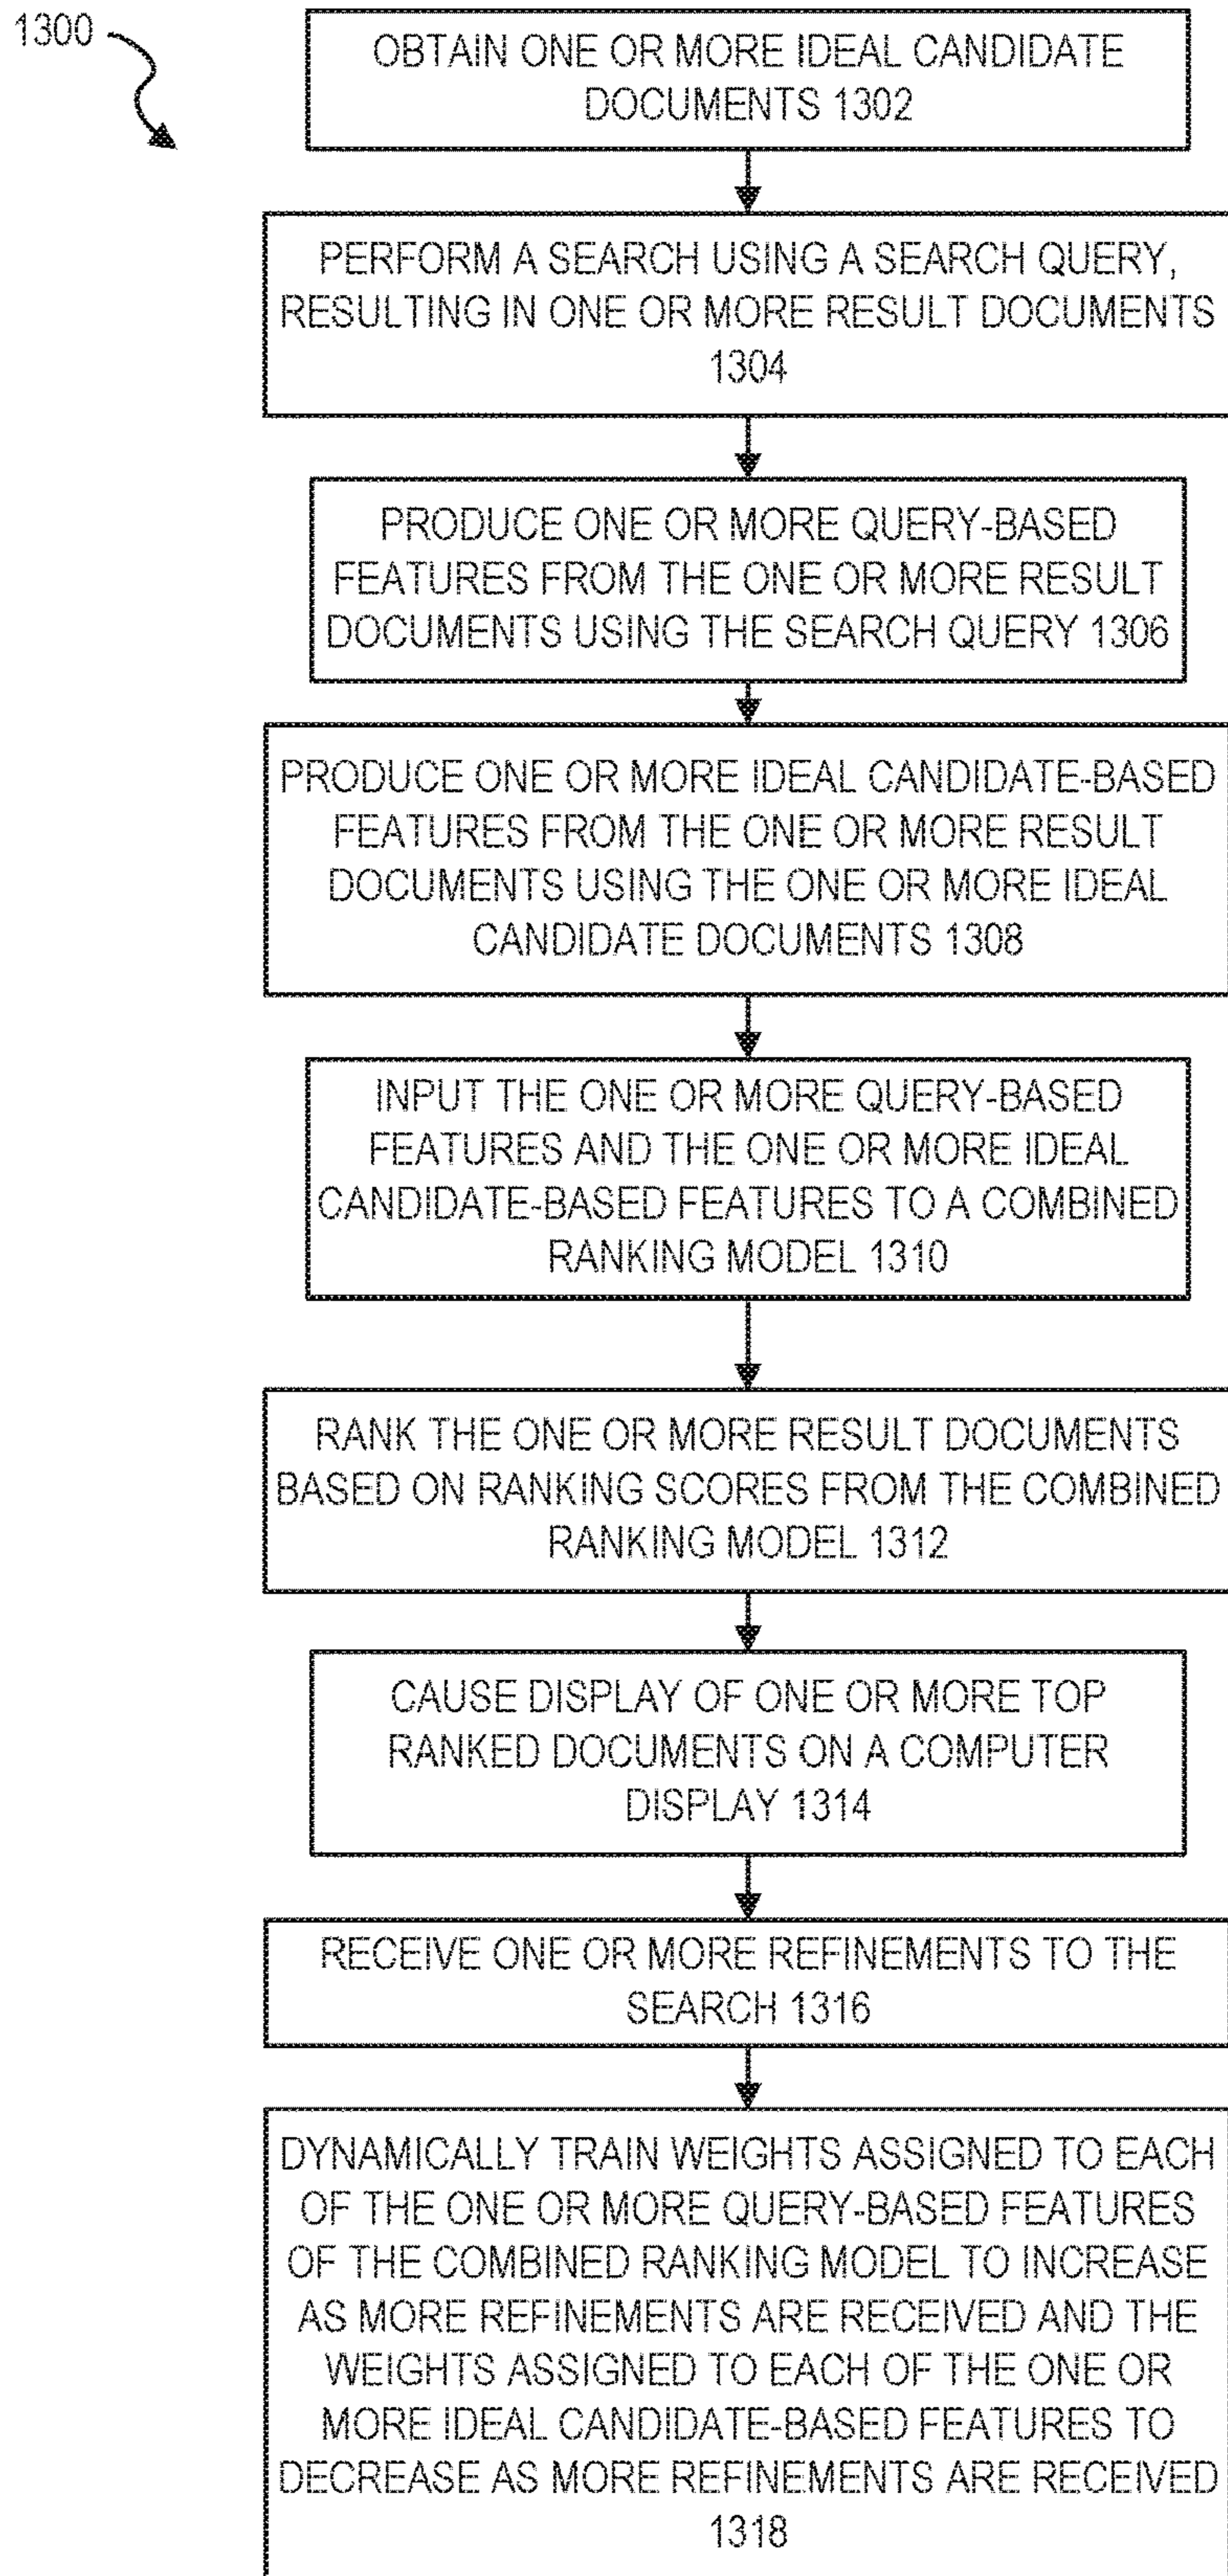 1300
OBTAIN ONE OR MORE IDEAL CANDIDATE
DOCUMENTS 1302
PERFORM A SEARCH USING A SEARCH QUERY,
RESULTING IN ONE OR MORE RESULT DOCUMENTS
1304
PRODUCE ONE OR MORE QUERY-BASED
FEATURES FROM THE ONE OR MORE RESULT
DOCUMENTS USING THE SEARCH QUERY 1306
PRODUCE ONE OR MORE IDEAL CANDIDATE-BASED
FEATURES FROM THE ONE OR MORE RESULT
DOCUMENTS USING THE ONE OR MORE IDEAL
CANDIDATE DOCUMENTS 1308
INPUT THE ONE OR MORE QUERY-BASED
FEATURES AND THE ONE OR MORE IDEAL
CANDIDATE-BASED FEATURES TO A COMBINED
RANKING MODEL 1310
RANK THE ONE OR MORE RESULT DOCUMENTS
BASED ON RANKING SCORES FROM THE COMBINED
RANKING MODEL 1312
CAUSE DISPLAY OF ONE OR MORE TOP
RANKED DOCUMENTS ON A COMPUTER
DISPLAY 1314
RECEIVE ONE OR MORE REFINEMENTS TO THE
SEARCH 1316
DYNAMICALLY TRAIN WEIGHTS ASSIGNED TO EACH
OF THE ONE OR MORE QUERY-BASED FEATURES
OF THE COMBINED RANKING MODEL TO INCREASE
AS MORE REFINEMENTS ARE RECEIVED AND THE
WEIGHTS ASSIGNED TO EACH OF THE ONE OR
MORE IDEAL CANDIDATE-BASED FEATURES TO
DECREASE AS MORE REFINEMENTS ARE RECEIVED
1318